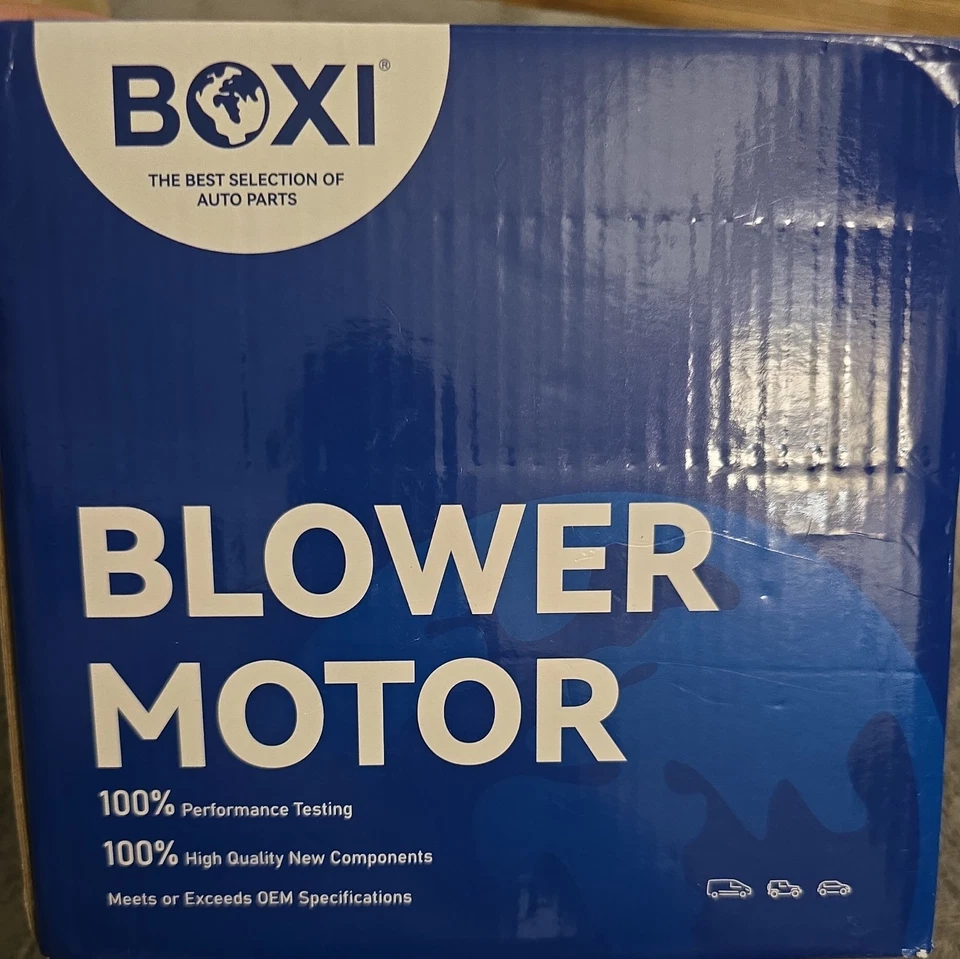 BOXI®
THE BEST SELECTION OF
AUTO PARTS
BLOWER
MOTOR
100% Performance Testing
100% High Quality New Components
Meets or Exceeds OEM Specifications